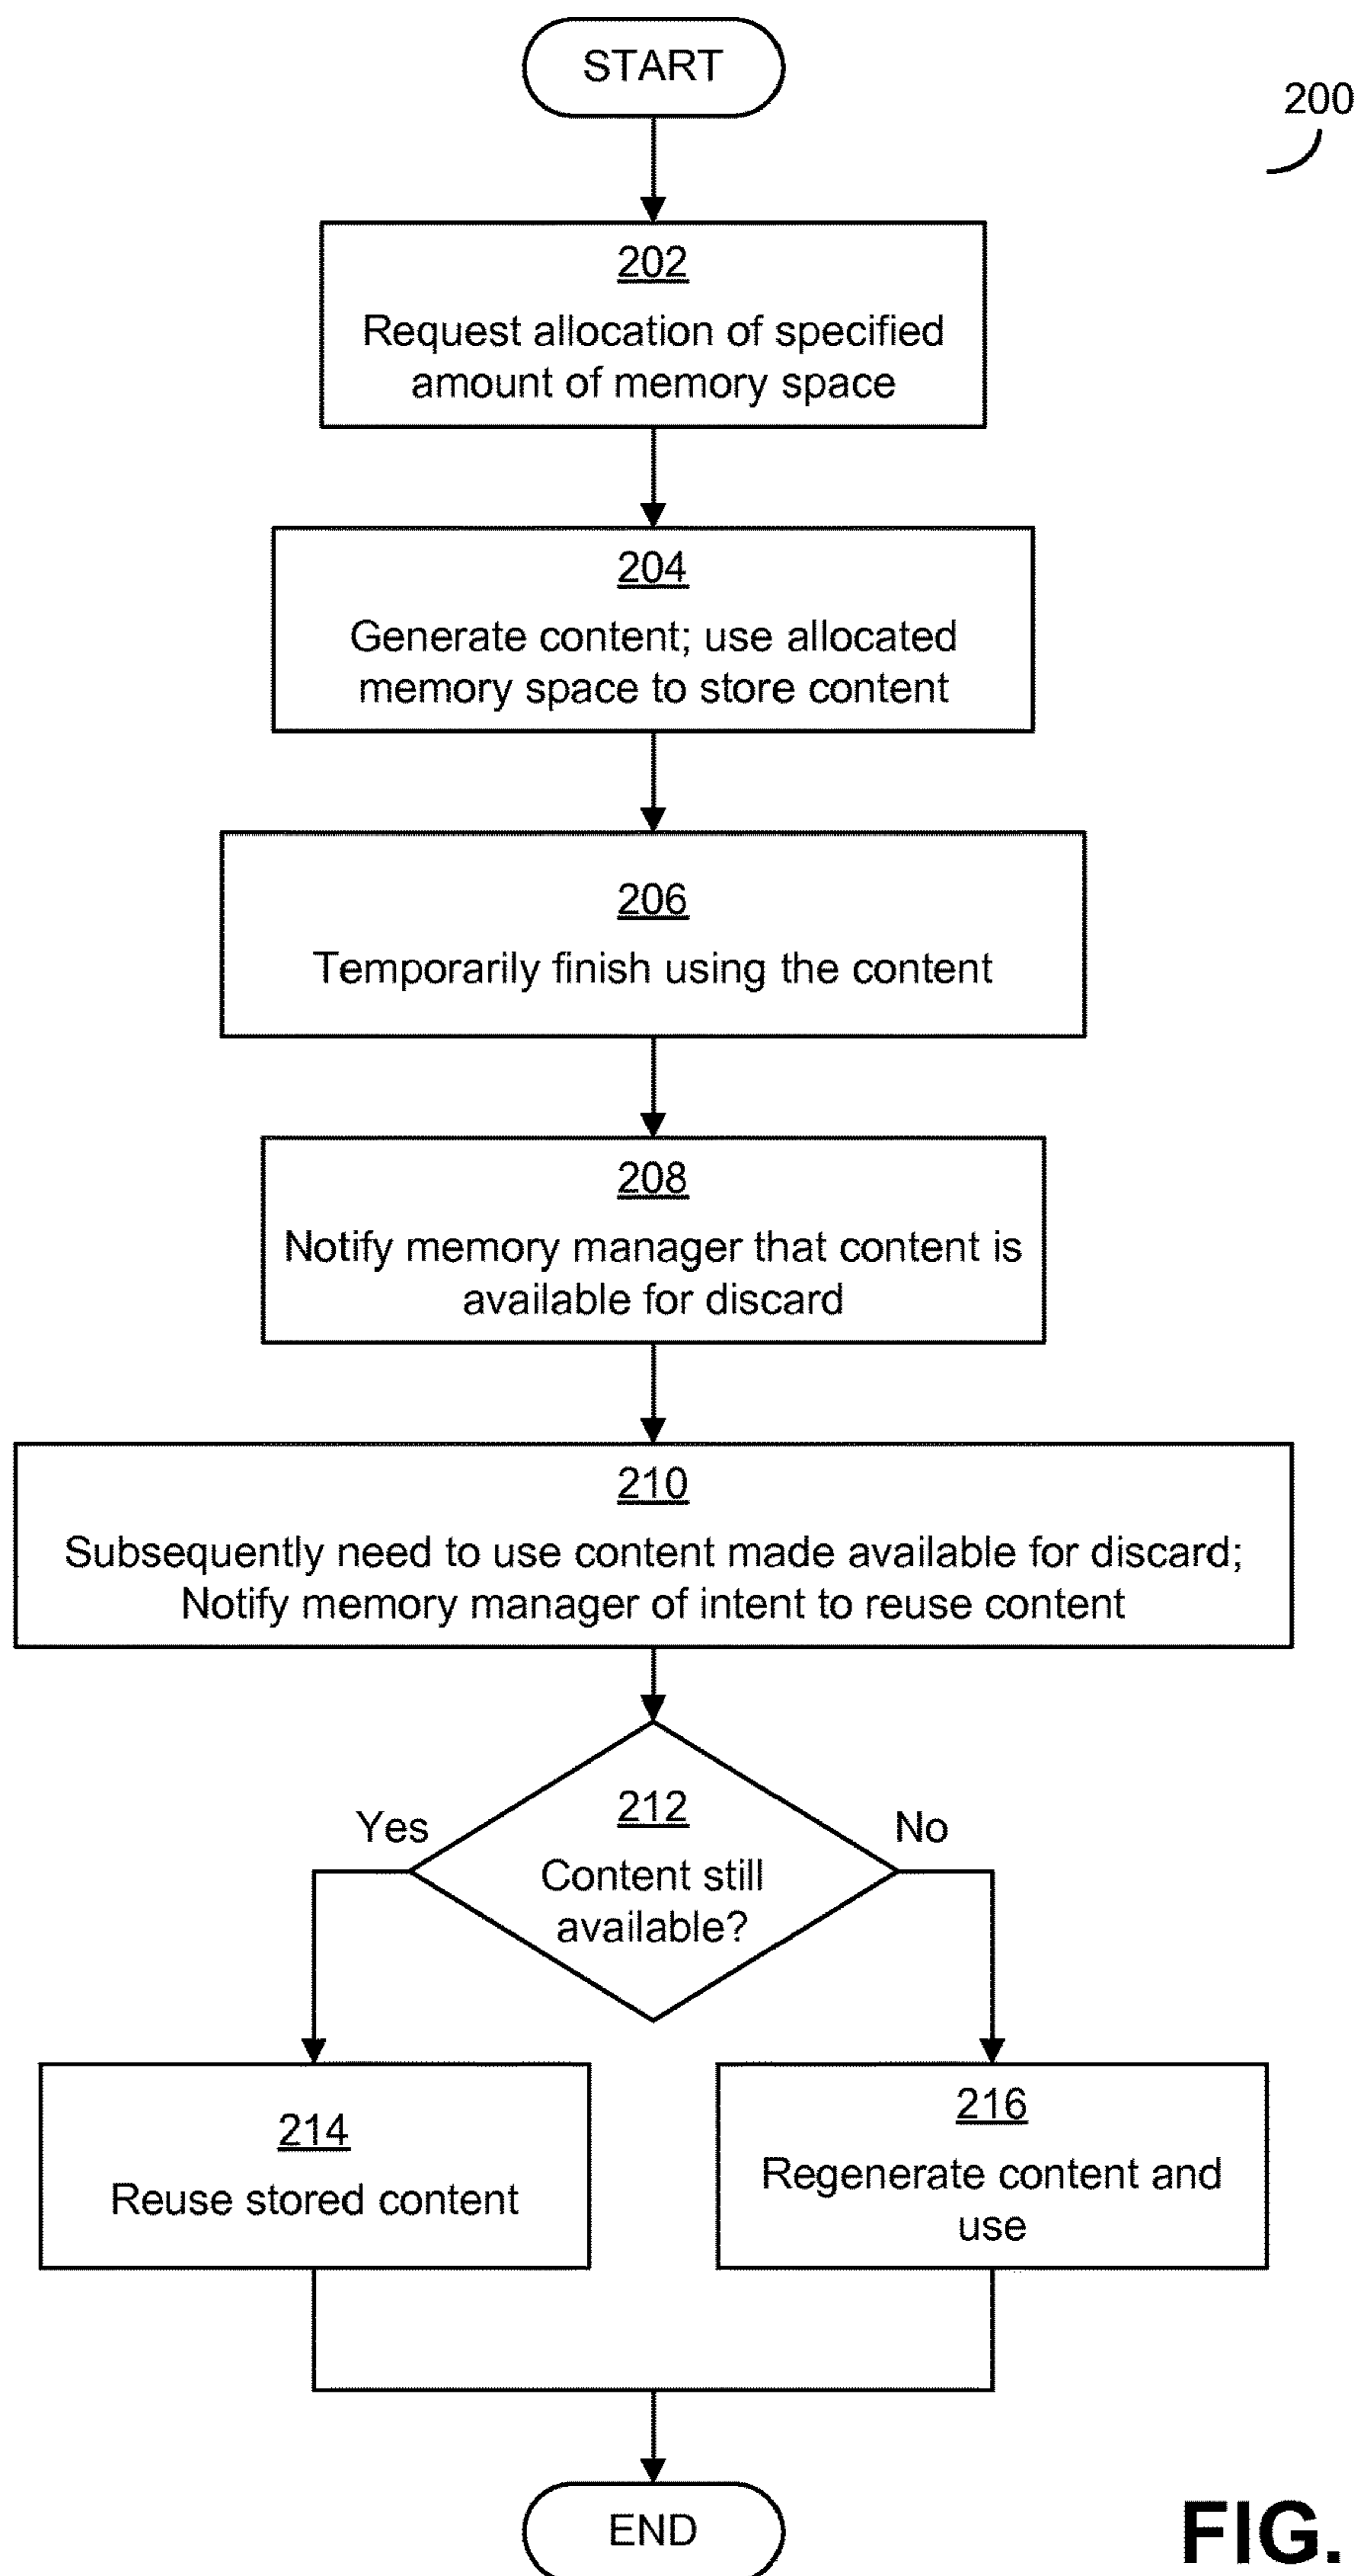 START
200
202
Request allocation of specified
amount of memory space
204
Generate content; use allocated
memory space to store content
206
Temporarily finish using the content
208
Notify memory manager that content is
available for discard
210
Subsequently need to use content made available for discard;
Notify memory manager of intent to reuse content
212
Content still
available?
Yes
No
214
Reuse stored content
216
Regenerate content and
use
END
FIG.